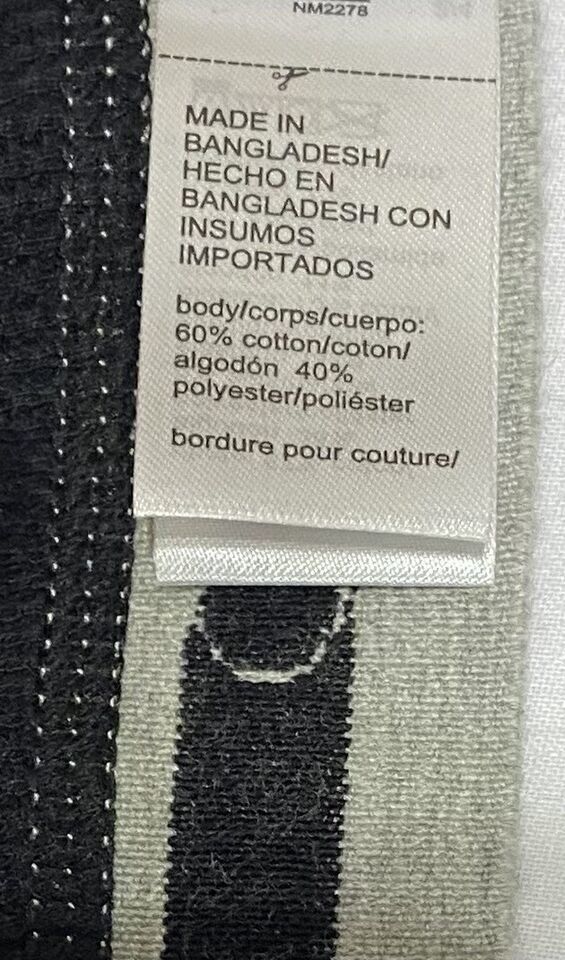 NM2278
MADE IN
BANGLADESH/
HECHO EN
BANGLADESH CON
INSUMOS
IMPORTADOS
body/corps/cuerpo:
60% cotton/coton/
algodón 40%
polyester/poliéster
bordure pour couture/